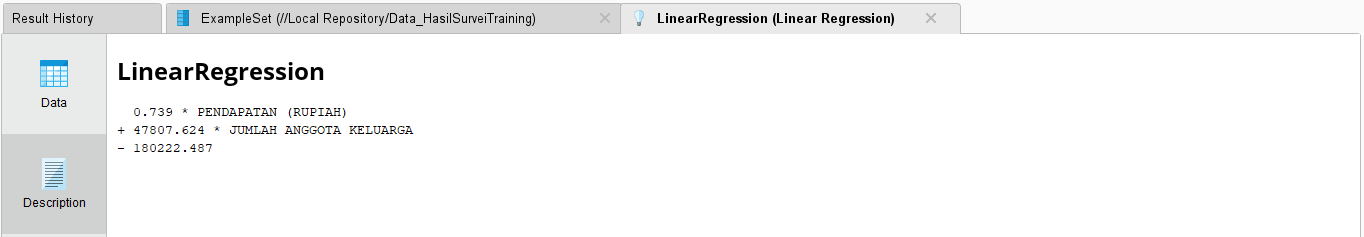 Result History
ExampleSet (//Local Repository/Data_HasilSurveiTraining)
LinearRegression (Linear Regression)
Data
Description
LinearRegression
0.739 * PENDAPATAN (RUPIAH)
+ 47807.624 * JUMLAH ANGGOTA KELUARGA
- 180222.487